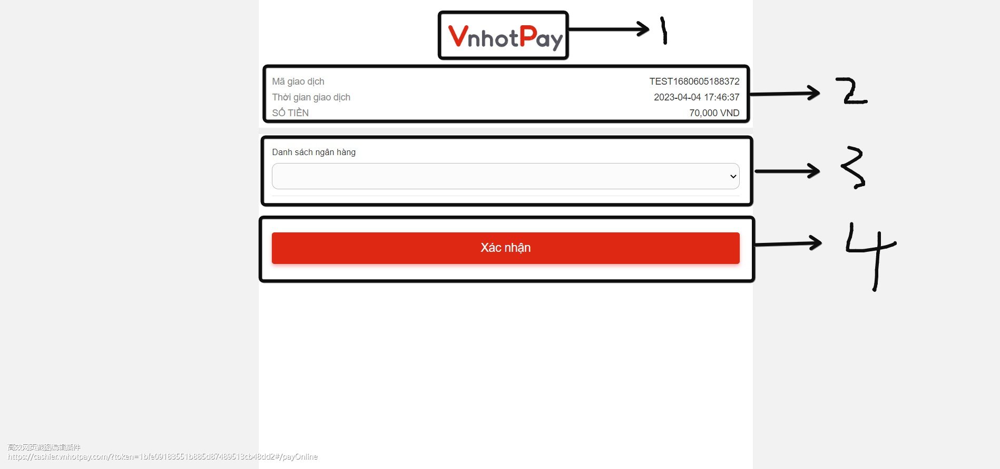 VnhotPay
1
Mã giao dịch TEST1680605188372
Thời gian giao dịch 2023-04-04 17:46:37
SỐ TIỀN 70,000 VND
2
Danh sách ngân hàng
3
Xác nhận
4
高效网页截图编辑插件
https://cashier.vnhotpay.com/?token=1bfe09183551b885d87489513cb48dd2#/payOnline